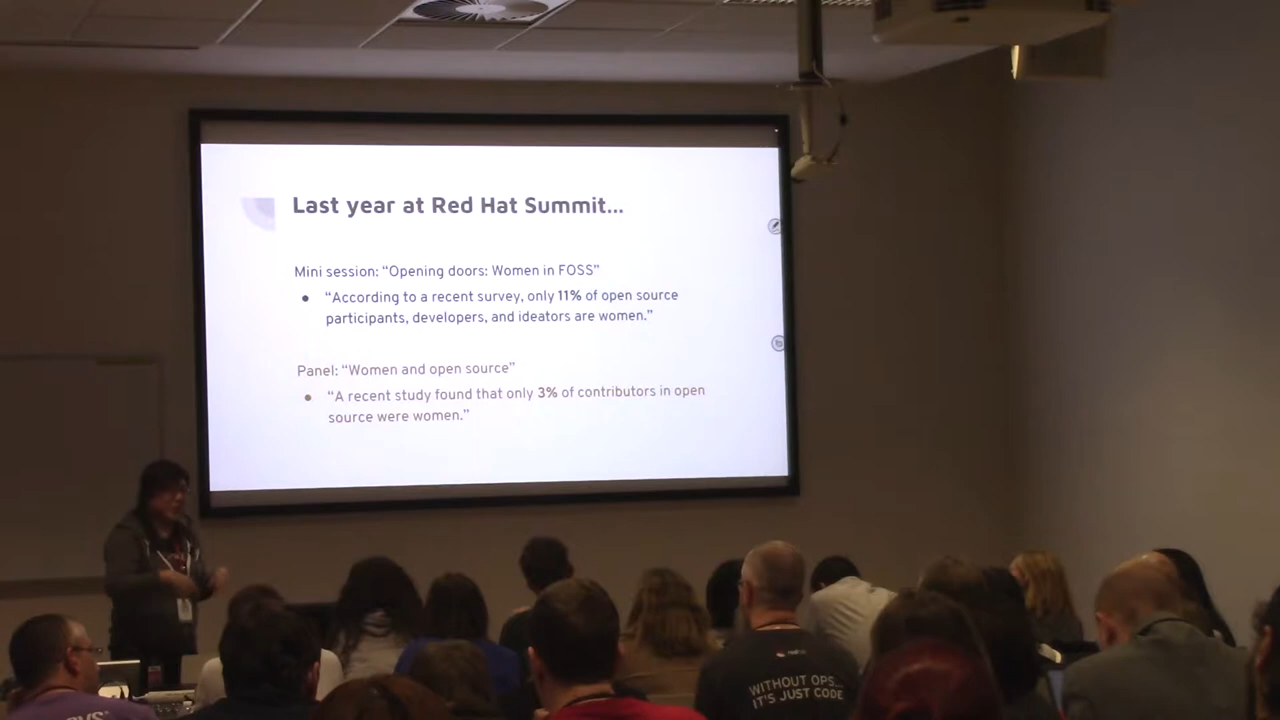 Last year at Red Hat Summit...
Mini session: “Opening doors: Women in FOSS”
● “According to a recent survey, only 11% of open source
participants, developers, and ideators are women.”
Panel: “Women and open source”
● “A recent study found that only 3% of contributors in open
source were women.”
WITHOUT OPS...
IT'S JUST CODE